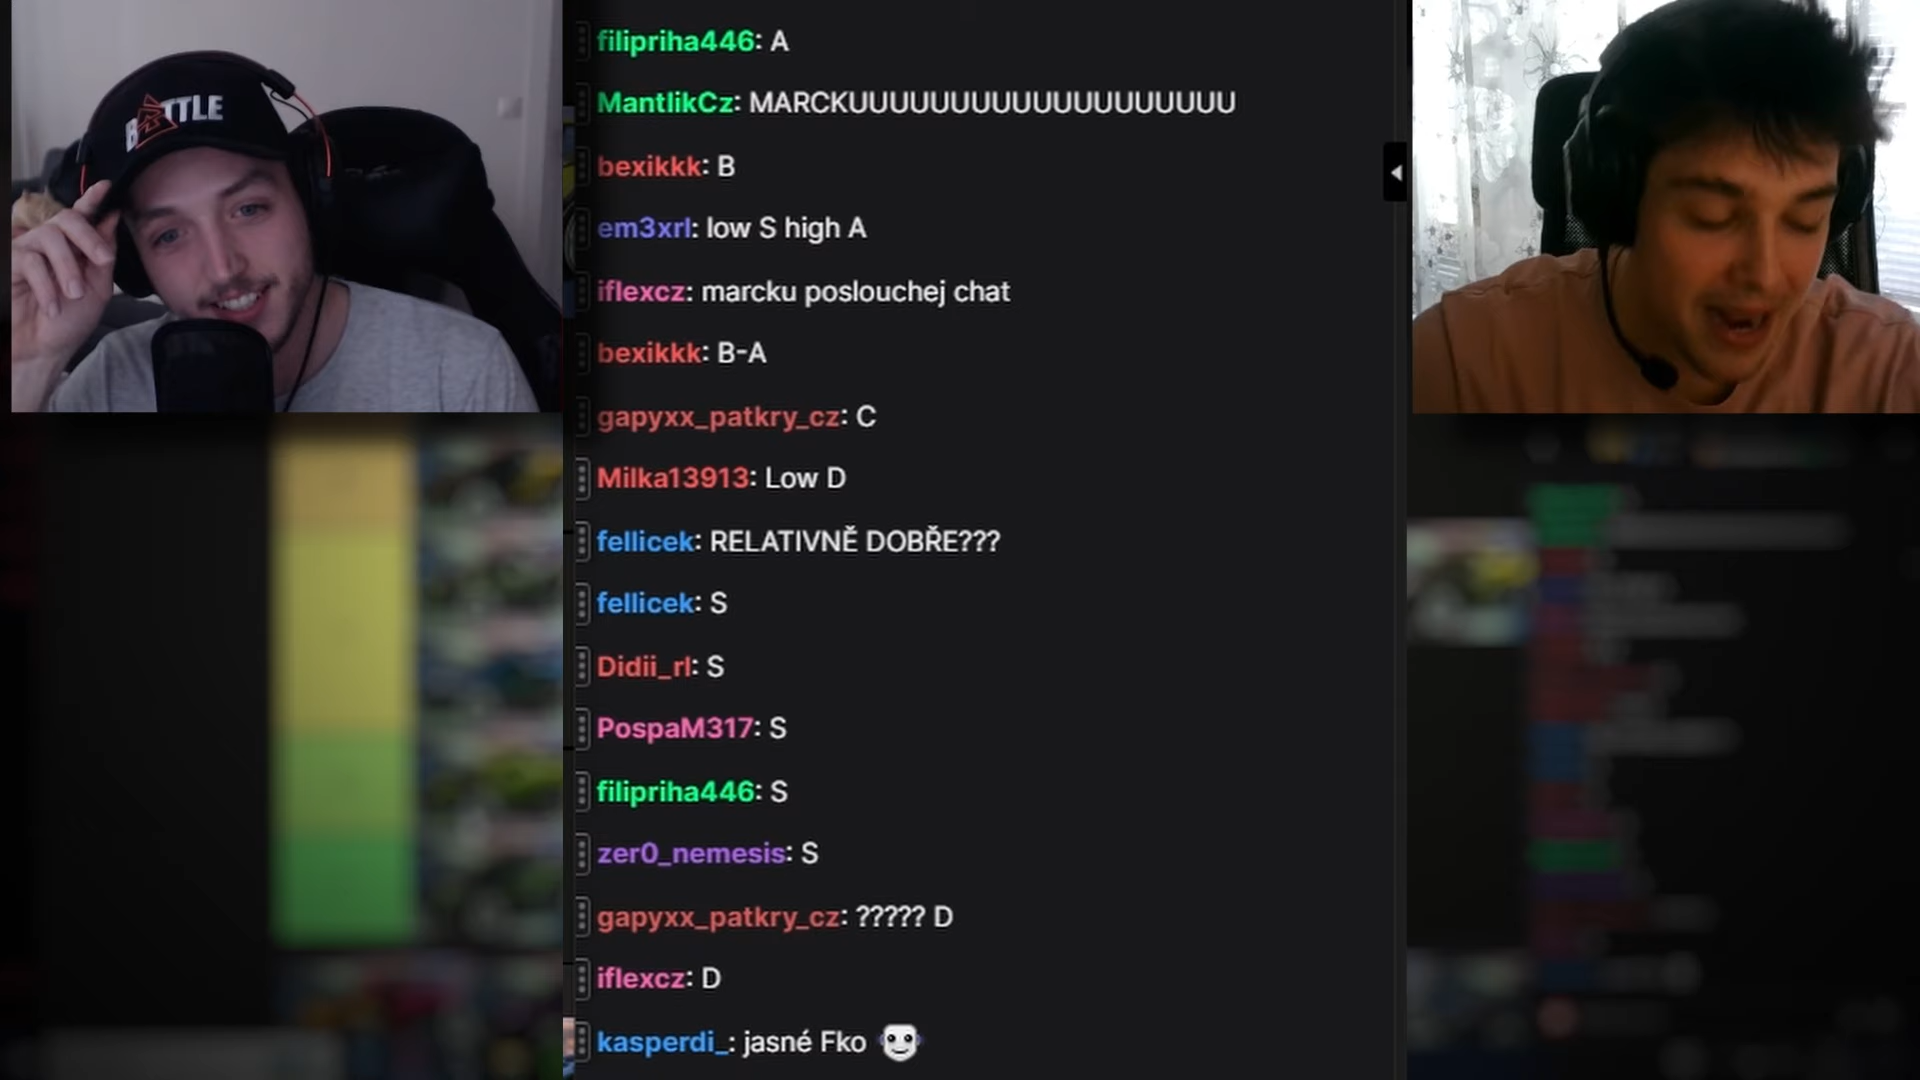 BATTLE
filipriha446: A
MantlikCz: MARCKUUUUUUUUUUUUUUUUUUU
bexikkk: B
em3xrl: low S high A
iflexcz: marcku poslouchej chat
bexikkk: B-A
gapyxx_patkry_cz: C
Milka13913: Low D
fellicek: RELATIVNĚ DOBŘE???
fellicek: S
Didii_rl: S
PospaM317: S
filipriha446: S
zer0_nemesis: S
gapyxx_patkry_cz: ????? D
iflexcz: D
kasperdi_: jasné Fko